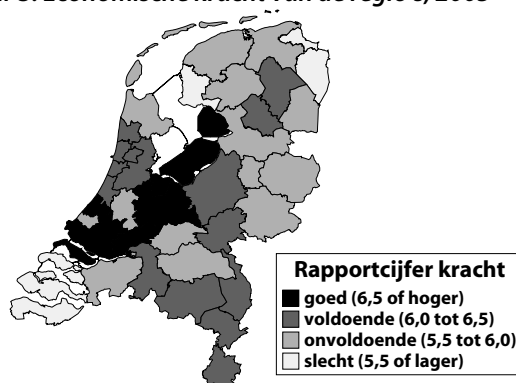 Economische kracht van de regio's, 2003
Rapportcijfer kracht
goed (6,5 of hoger)
voldoende (6,0 tot 6,5)
onvoldoende (5,5 tot 6,0)
slecht (5,5 of lager)